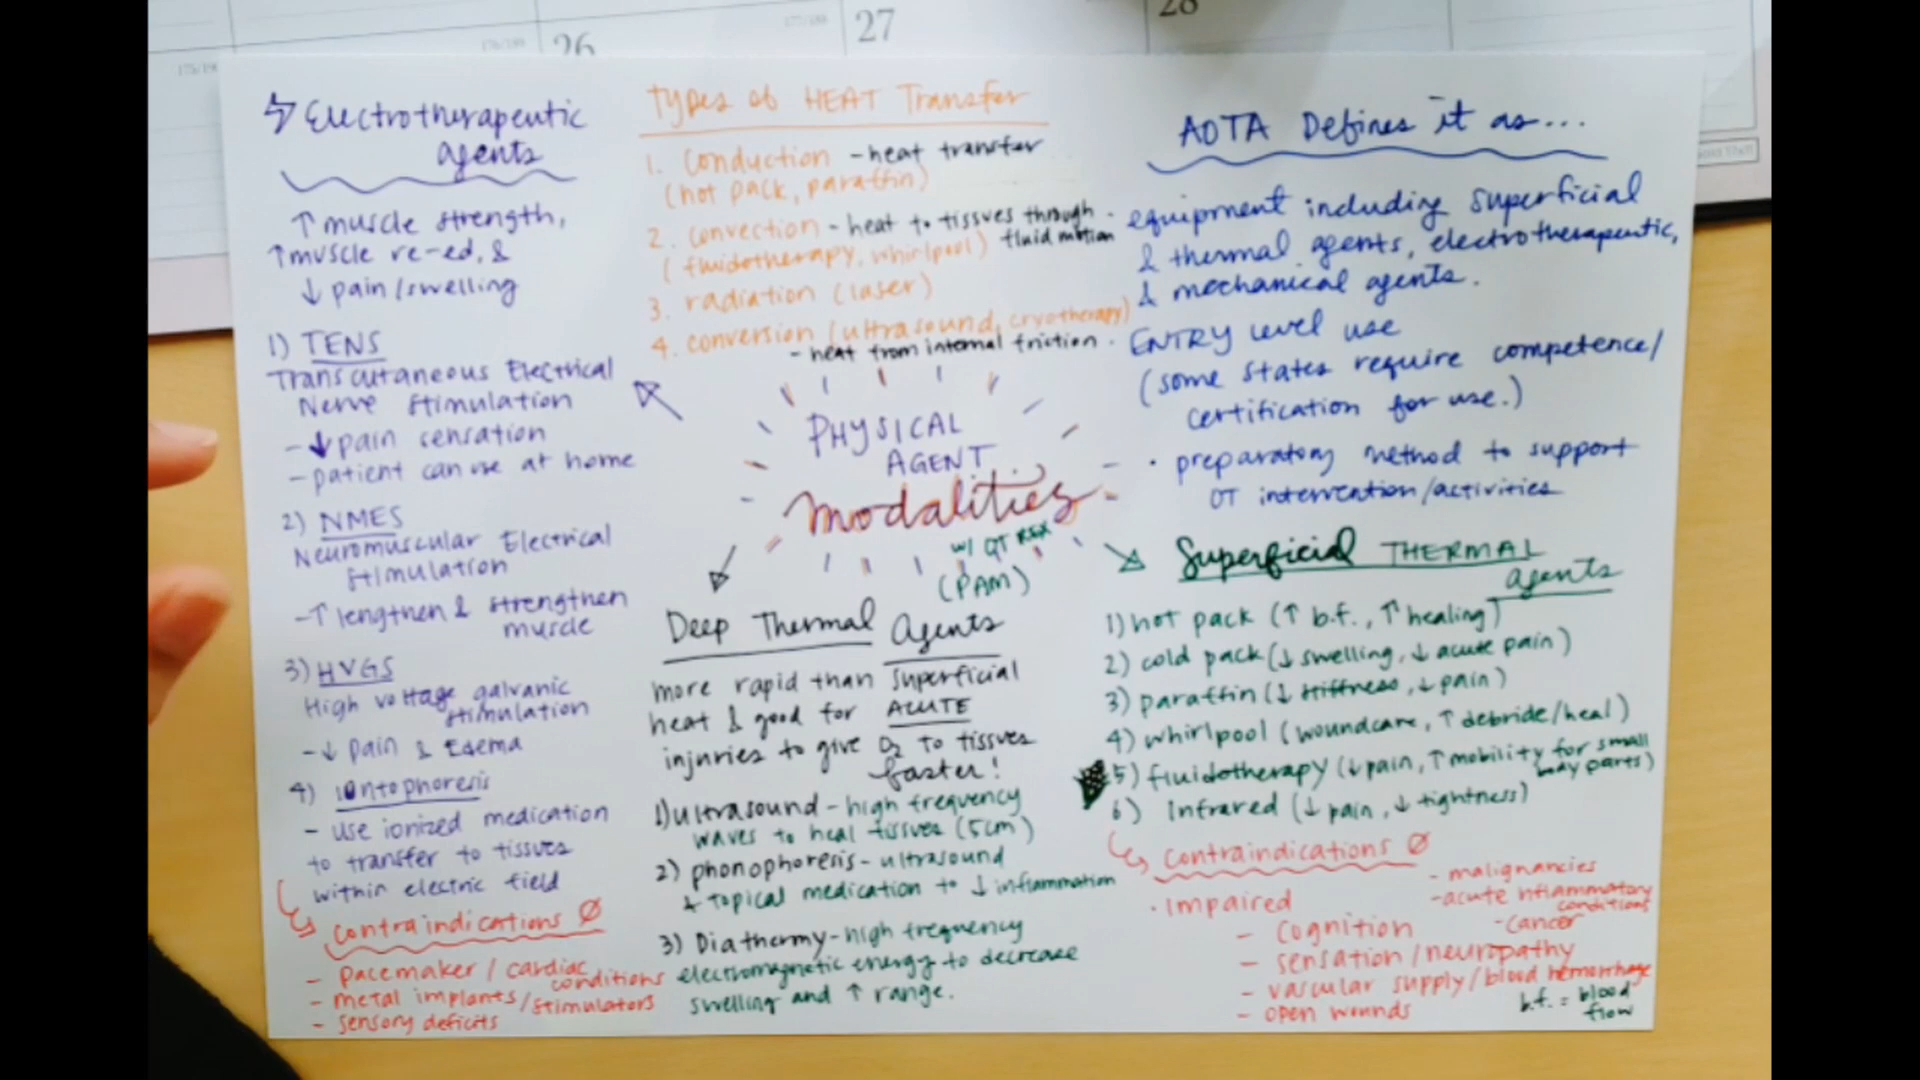 26
27
28
Electrotherapeutic
agents
↑ muscle strength,
↑ muscle re-ed, &
↓ pain/swelling
1) TENS
Transcutaneous Electrical
Nerve Stimulation
- ↓ pain sensation
- patient can use at home
2) NMES
Neuromuscular Electrical
Stimulation
- ↑ lengthen & strengthen
muscle
3) HVGS
High voltage galvanic
stimulation
- ↓ pain & Edema
4) iontophoresis
- use ionized medication
to transfer to tissues
within electric field
Contraindications Ø
- pacemaker / cardiac
conditions
- metal implants/stimulators
- sensory deficits
Types of HEAT Transfer
1. Conduction - heat transfer
(hot pack, paraffin)
2. convection - heat to tissues through
fluid motion
(fluidotherapy, whirlpool)
3. radiation (laser)
4. conversion (ultrasound, cryotherapy)
- heat from internal friction.
PHYSICAL
AGENT
modalities
w/ OT
(PAM)
Deep Thermal Agents
more rapid than superficial
heat & good for ACUTE
injuries to give O2 to tissues
faster!
1) ultrasound - high frequency
waves to heal tissues (5cm)
2) phonophoresis - ultrasound
+ topical medication to ↓ inflammation
3) Diathermy - high frequency
electromagnetic energy to decrease
swelling and ↑ range.
AOTA Defines it as...
equipment including superficial
& thermal agents, electrotherapeutic,
& mechanical agents.
ENTRY level use
(some states require competence/
certification for use.)
· preparatory method to support
OT intervention/activities
Superficial THERMAL
agents
1) hot pack (↑ b.f., ↑ healing)
2) cold pack (↓ swelling, ↓ acute pain)
3) paraffin (↓ stiffness, ↓ pain)
4) whirlpool (woundcare, ↑ debride/heal)
5) fluidotherapy (↓ pain, ↑ mobility for small
body parts)
6) Infrared (↓ pain, ↓ tightness)
Contraindications Ø
- malignancies
- acute nflammatory
conditions
- cancer
· Impaired
- Cognition
- sensation/neuropathy
- vascular supply/blood hemorrhage
- open wounds
b.f. = blood
flow